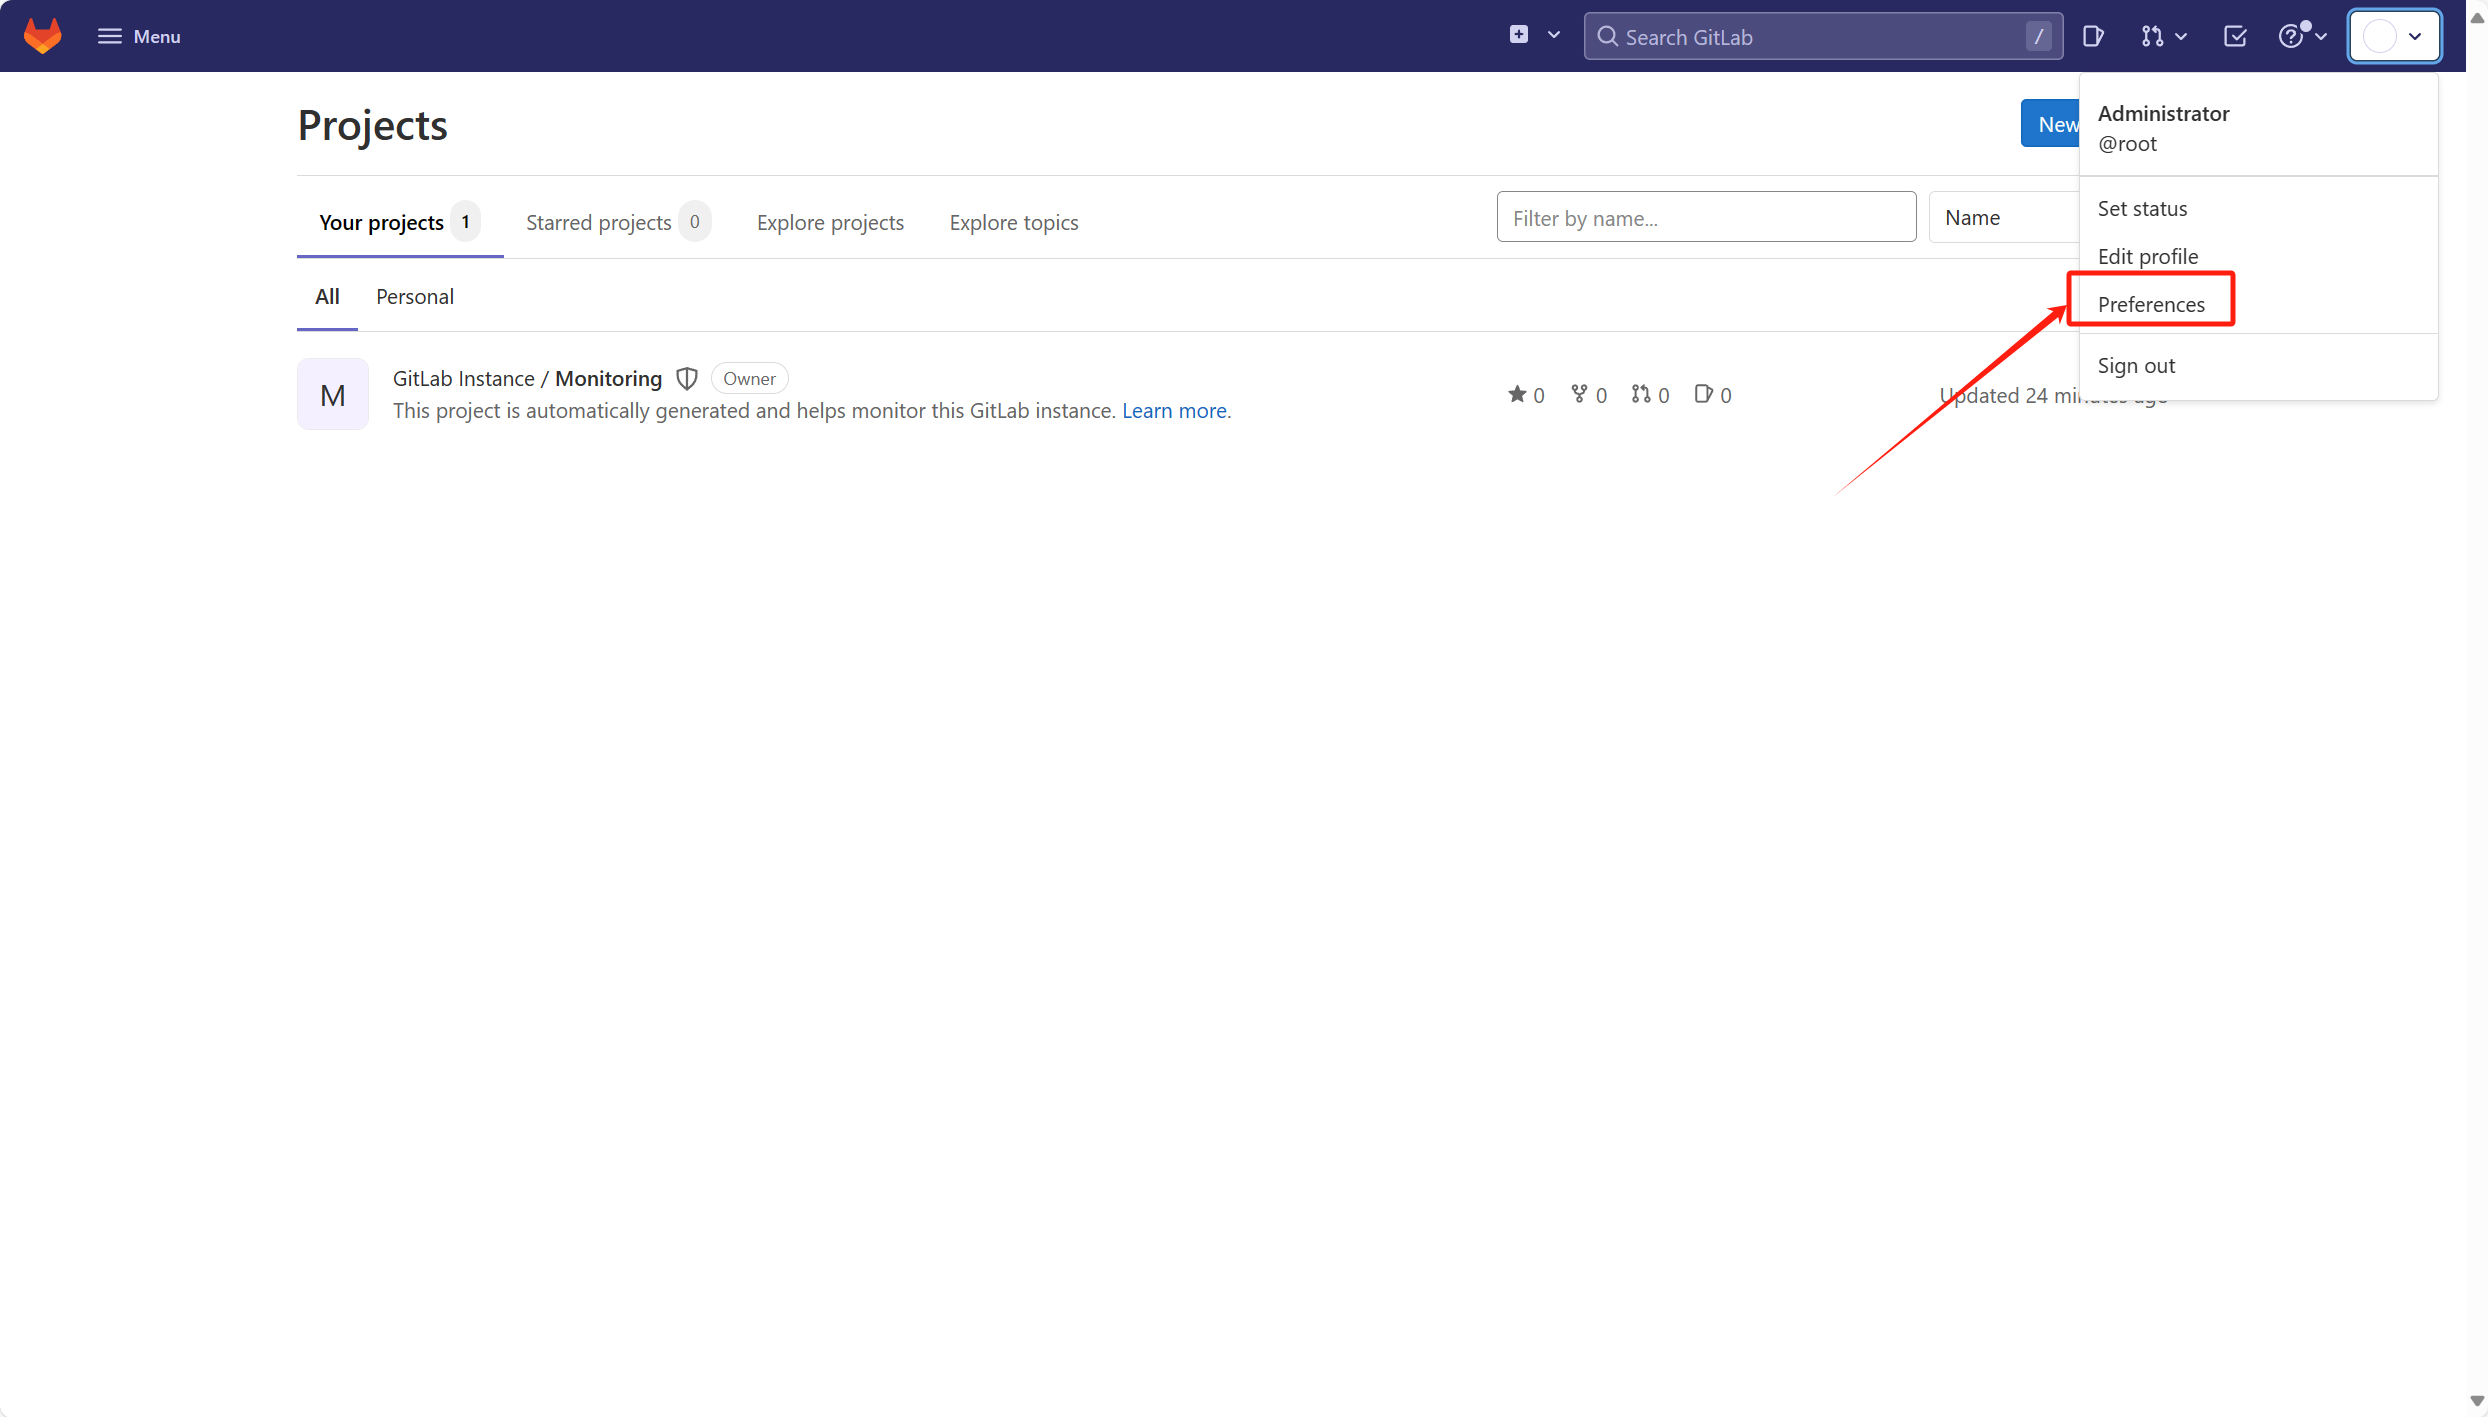 Menu
Search GitLab
/
Projects
New
Administrator
@root
Your projects 1
Starred projects 0
Explore projects
Explore topics
Filter by name...
Name
Set status
Edit profile
Preferences
Sign out
All
Personal
M
GitLab Instance / Monitoring
Owner
This project is automatically generated and helps monitor this GitLab instance. Learn more.
0 0 0 0
Updated 24 minutes ago